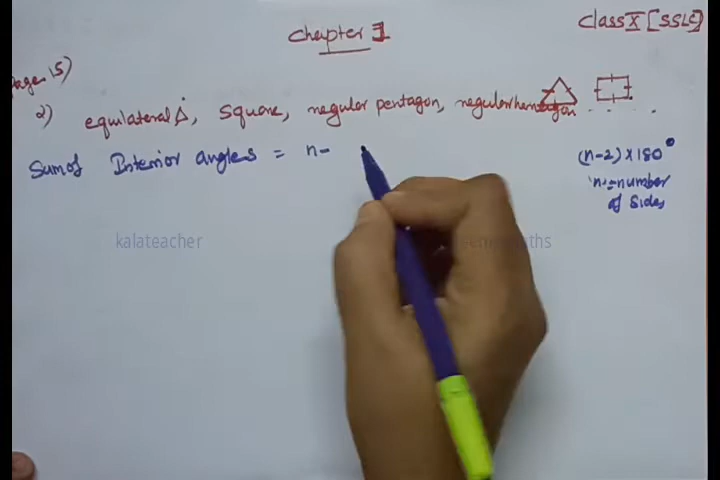 Chapter 1
Class X [SSLC]
Page 15)
2) equilateral Δ, square, regular pentagon, regular hexagon . . . .
Sum of Interior angles = n-
(n-2) × 180°
'n' = number
of sides
kalateacher